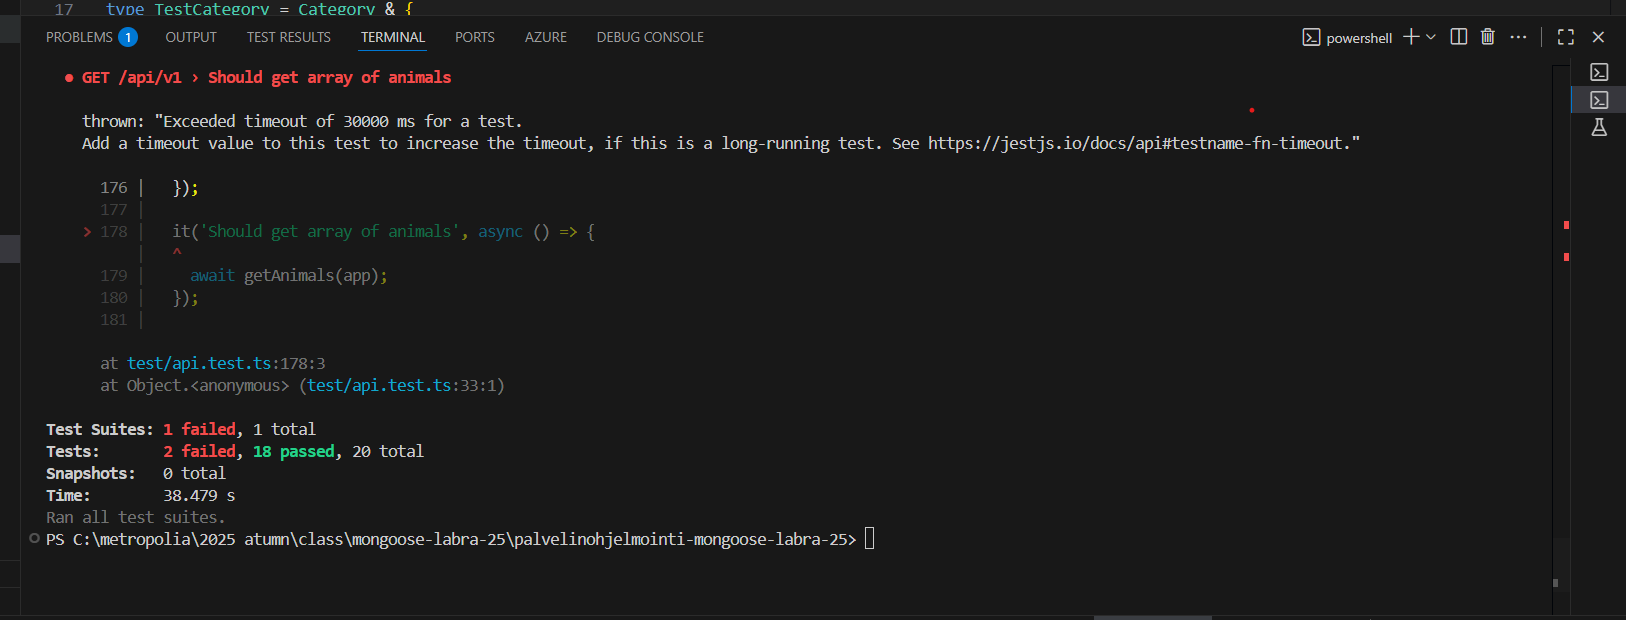 17 type TestCategory = Category & {
PROBLEMS 1 OUTPUT TEST RESULTS TERMINAL PORTS AZURE DEBUG CONSOLE powershell
● GET /api/v1 › Should get array of animals
thrown: "Exceeded timeout of 30000 ms for a test.
Add a timeout value to this test to increase the timeout, if this is a long-running test. See https://jestjs.io/docs/api#testname-fn-timeout."
176 | });
177 |
> 178 | it('Should get array of animals', async () => {
| ^
179 | await getAnimals(app);
180 | });
181 |
at test/api.test.ts:178:3
at Object.<anonymous> (test/api.test.ts:33:1)
Test Suites: 1 failed, 1 total
Tests: 2 failed, 18 passed, 20 total
Snapshots: 0 total
Time: 38.479 s
Ran all test suites.
PS C:\metropolia\2025 atumn\class\mongoose-labra-25\palvelinohjelmointi-mongoose-labra-25>